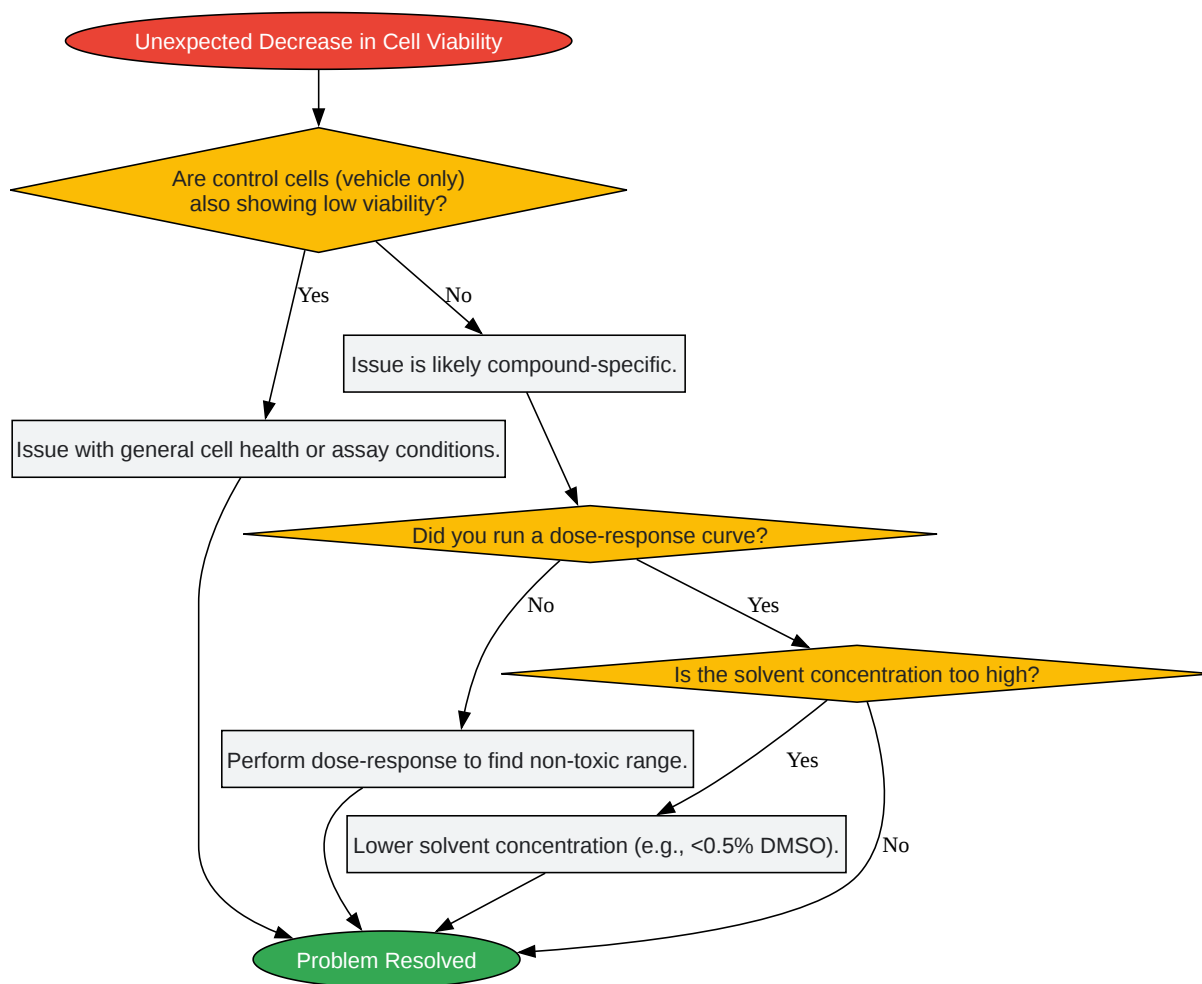 Unexpected Decrease in Cell Viability
Are control cells (vehicle only)
also showing low viability?
Yes
No
Issue is likely compound-specific.
Issue with general cell health or assay conditions.
Did you run a dose-response curve?
No
Yes
Is the solvent concentration too high?
Perform dose-response to find non-toxic range.
Yes
Lower solvent concentration (e.g., <0.5% DMSO).
No
Problem Resolved